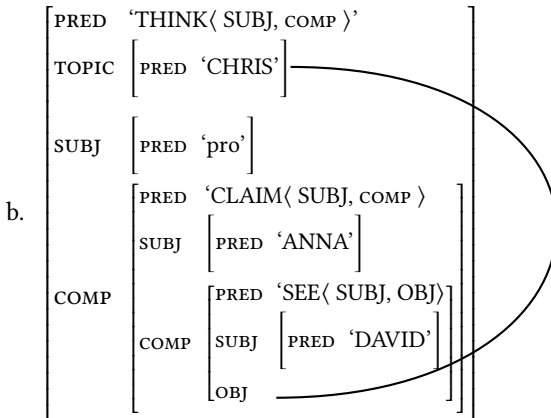 PRED ‘THINK⟨ SUBJ, COMP ⟩’
TOPIC [PRED ‘CHRIS’]
SUBJ [PRED ‘pro’]
b.
PRED ‘CLAIM⟨ SUBJ, COMP ⟩
SUBJ [PRED ‘ANNA’]
COMP
PRED ‘SEE⟨ SUBJ, OBJ⟩
COMP SUBJ [PRED ‘DAVID’]
OBJ